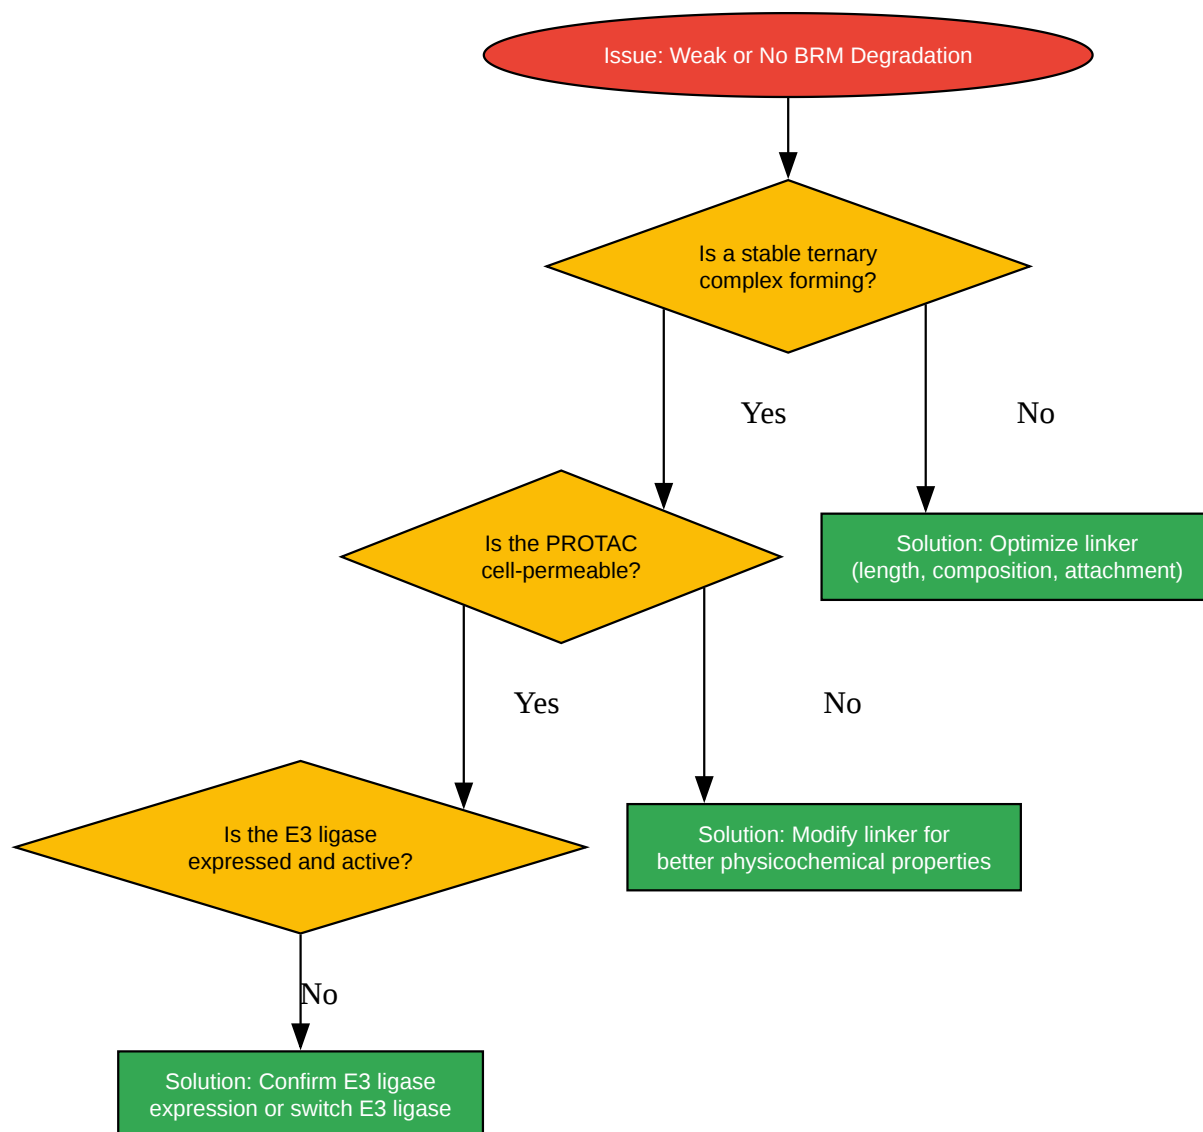 Issue: Weak or No BRM Degradation
Is a stable ternary
complex forming?
Yes
No
Is the PROTAC
cell-permeable?
Solution: Optimize linker
(length, composition, attachment)
Yes
No
Is the E3 ligase
expressed and active?
Solution: Modify linker for
better physicochemical properties
No
Solution: Confirm E3 ligase
expression or switch E3 ligase